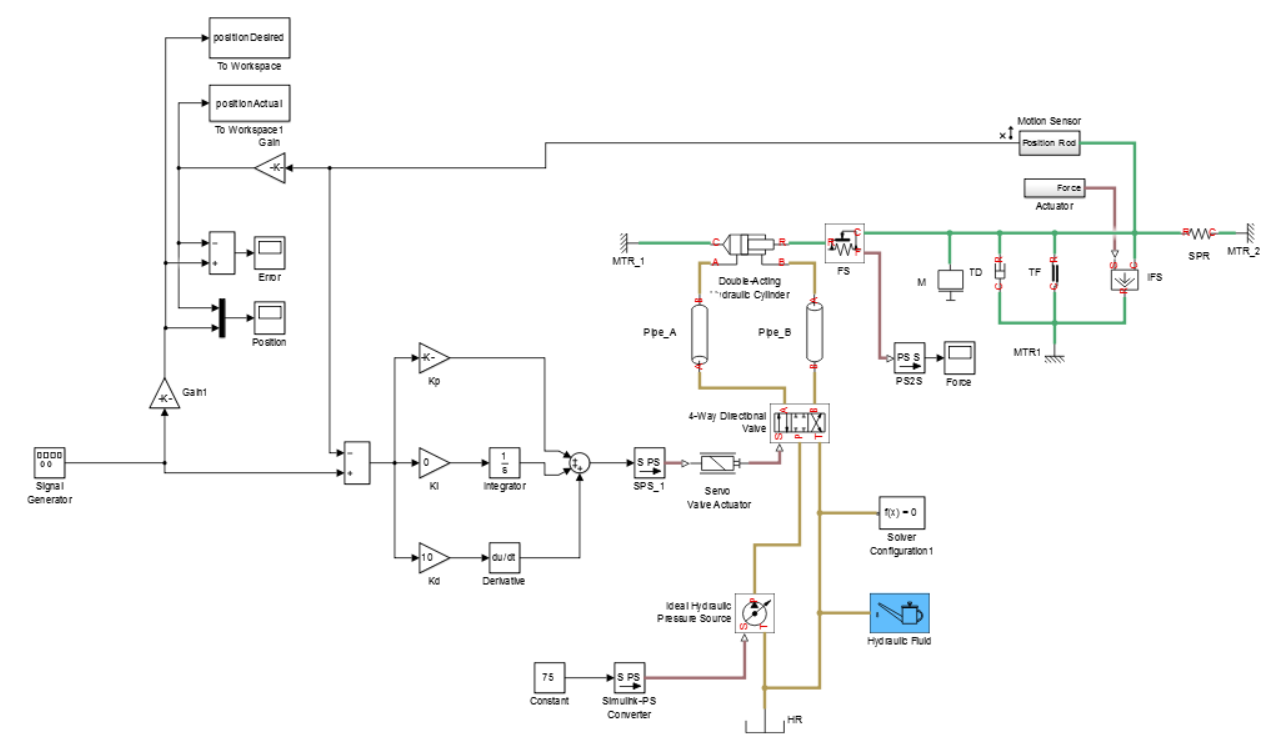 positionDesired
To Workspace
positionActual
To Workspace1
Gain
-K-
Error
Position
-K-
Gain1
Signal
Generator
-K-
Kp
0
KI
1
s
Integrator
10
Kd
du/dt
Derivative
S PS
SPS_1
Servo
Valve Actuator
4-Way Directional
Valve
A
B
S
P
T
Pipe_A
B
A
Pipe_B
A
B
MTR_1
C
R
A
B
Double-Acting
Hydraulic Cylinder
FS
R
C
F
PS S
PS2S
Force
Motion Sensor
x
Position Rod
Force
Actuator
M
TD
R
C
TF
R
C
S
C
R
IFS
R
C
SPR
MTR_2
MTR1
f(x) = 0
Solver
Configuration1
Hydraulic Fluid
Ideal Hydraulic
Pressure Source
P
S
T
75
Constant
S PS
Simulink-PS
Converter
HR